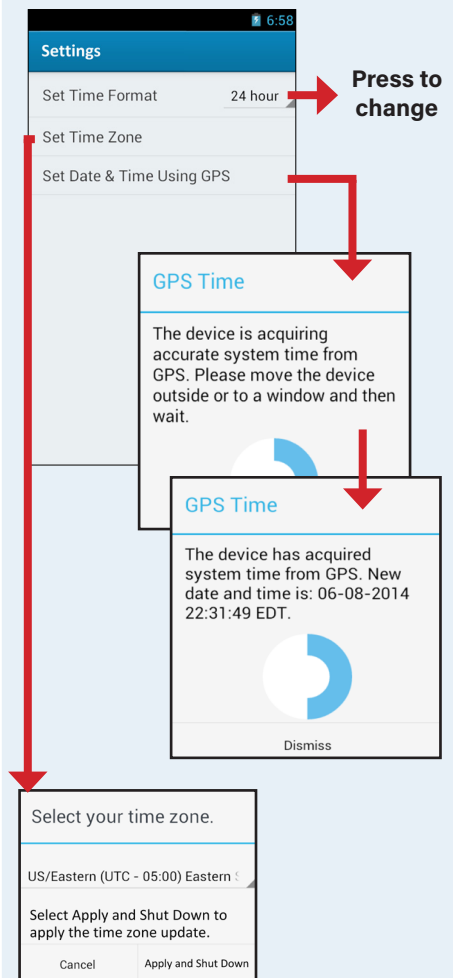 6:58
Settings
Set Time Format 24 hour
Press to
change
Set Time Zone
Set Date & Time Using GPS
GPS Time
The device is acquiring
accurate system time from
GPS. Please move the device
outside or to a window and then
wait.
GPS Time
The device has acquired
system time from GPS. New
date and time is: 06-08-2014
22:31:49 EDT.
Dismiss
Select your time zone.
US/Eastern (UTC - 05:00) Eastern
Select Apply and Shut Down to
apply the time zone update.
Cancel Apply and Shut Down